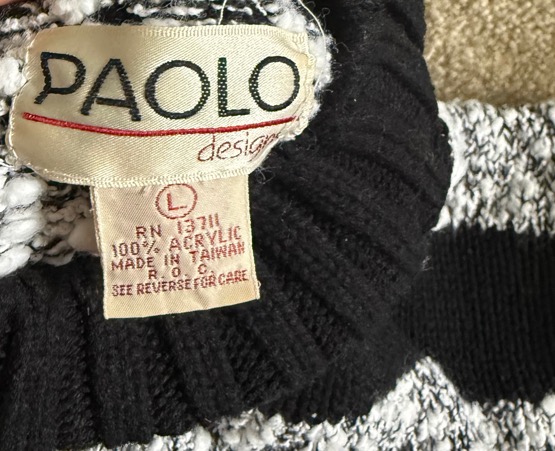 PAOLO
designs
L
RN 13711
100% ACRYLIC
MADE IN TAIWAN
R. O. C.
SEE REVERSE FOR CARE